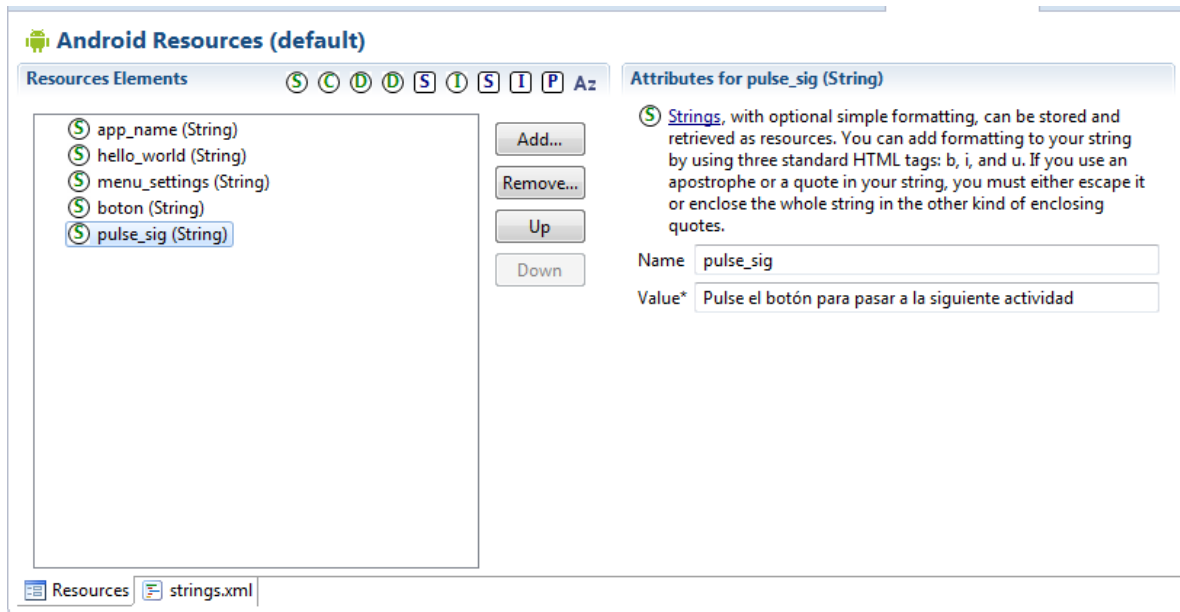 Android Resources (default)
Resources Elements
S C D D S I S I P Az
S app_name (String)
S hello_world (String)
S menu_settings (String)
S boton (String)
S pulse_sig (String)
Add...
Remove...
Up
Down
Attributes for pulse_sig (String)
S Strings, with optional simple formatting, can be stored and
retrieved as resources. You can add formatting to your string
by using three standard HTML tags: b, i, and u. If you use an
apostrophe or a quote in your string, you must either escape it
or enclose the whole string in the other kind of enclosing
quotes.
Name pulse_sig
Value* Pulse el botón para pasar a la siguiente actividad
Resources strings.xml